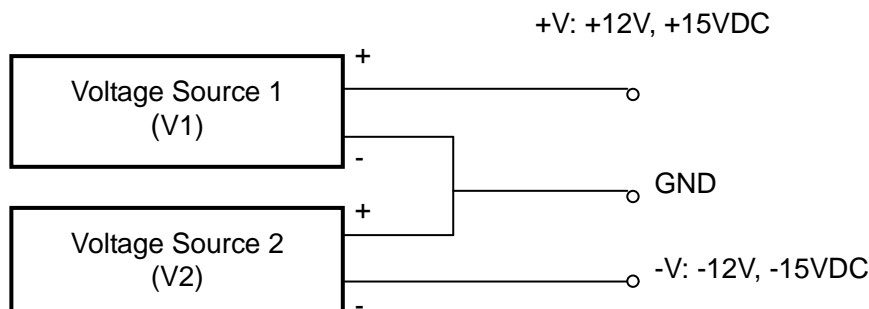 +V: +12V, +15VDC
+
Voltage Source 1
(V1)
-
GND
+
Voltage Source 2
(V2)
-V: -12V, -15VDC
-